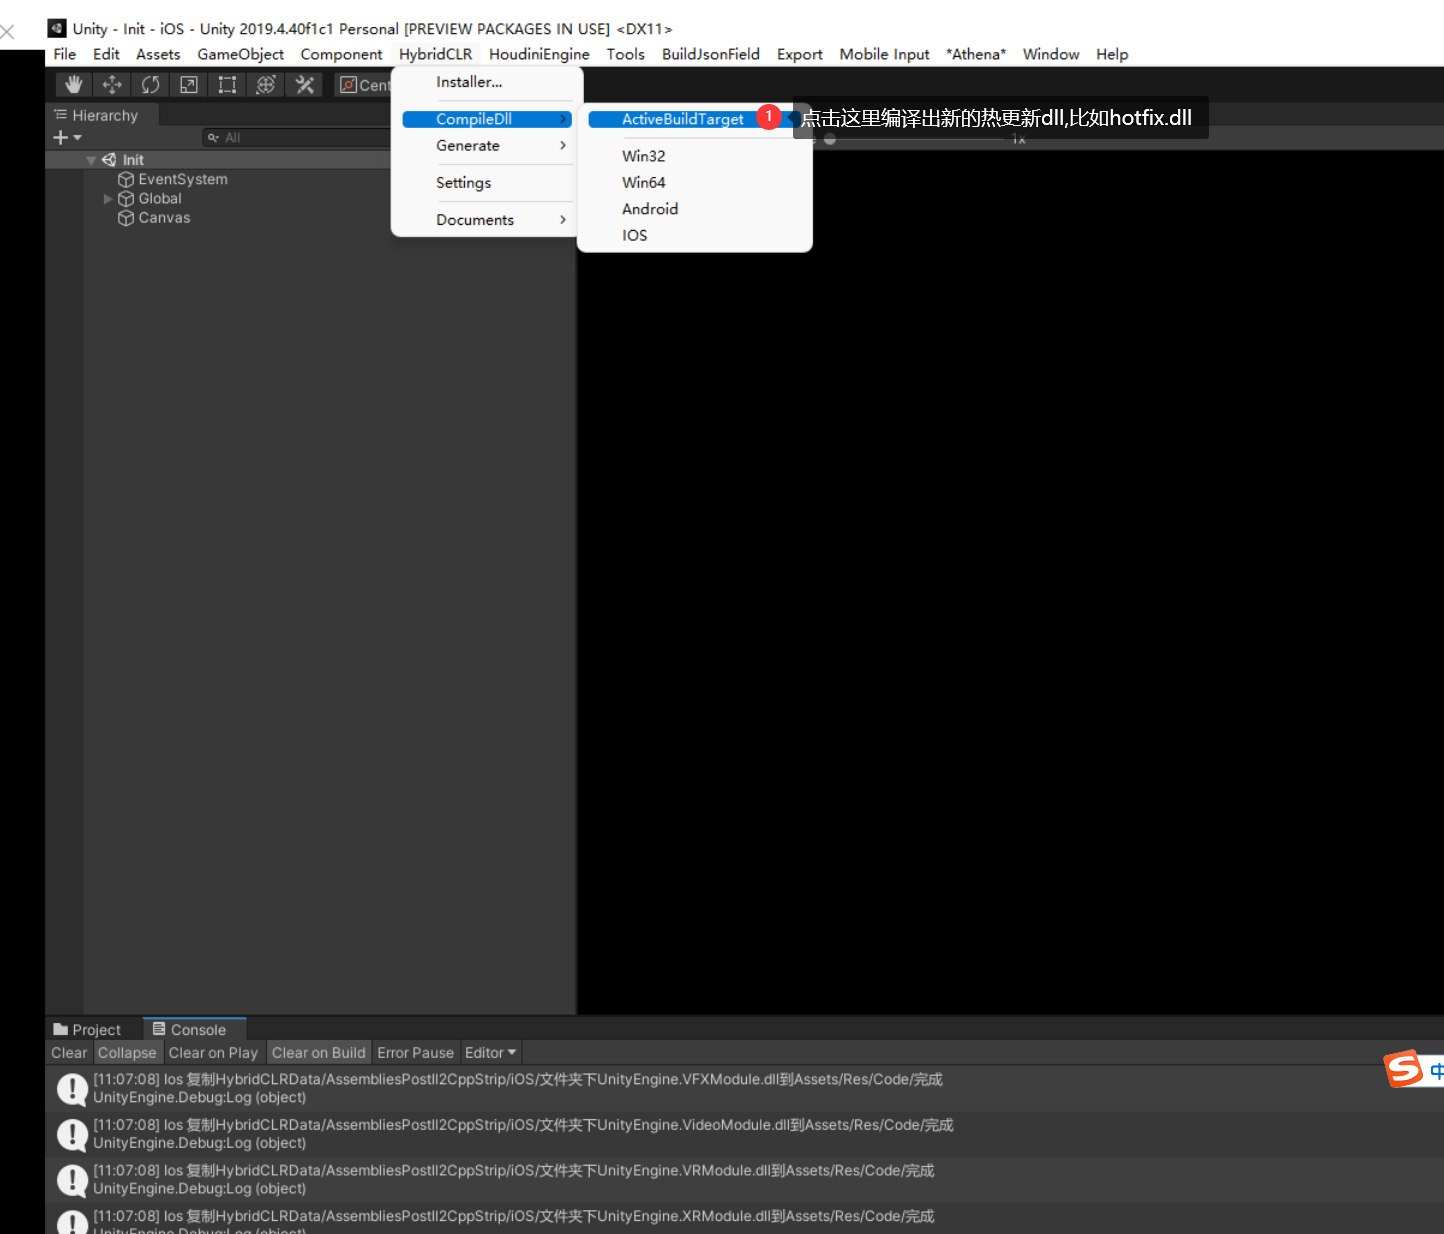 Unity - Init - iOS - Unity 2019.4.40f1c1 Personal [PREVIEW PACKAGES IN USE] <DX11>
File Edit Assets GameObject Component HybridCLR HoudiniEngine Tools BuildJsonField Export Mobile Input *Athena* Window Help
Cent
Installer...
CompileDll
Generate
Settings
Documents
ActiveBuildTarget
1
点击这里编译出新的热更新dll,比如hotfix.dll
Win32
Win64
Android
IOS
1x
Hierarchy
All
Init
EventSystem
Global
Canvas
Project Console
Clear Collapse Clear on Play Clear on Build Error Pause Editor
[11:07:08] Ios 复制HybridCLRData/AssembliesPostIl2CppStrip/iOS/文件夹下UnityEngine.VFXModule.dll到Assets/Res/Code/完成
UnityEngine.Debug:Log (object)
[11:07:08] Ios 复制HybridCLRData/AssembliesPostIl2CppStrip/iOS/文件夹下UnityEngine.VideoModule.dll到Assets/Res/Code/完成
UnityEngine.Debug:Log (object)
[11:07:08] Ios 复制HybridCLRData/AssembliesPostIl2CppStrip/iOS/文件夹下UnityEngine.VRModule.dll到Assets/Res/Code/完成
UnityEngine.Debug:Log (object)
[11:07:08] Ios 复制HybridCLRData/AssembliesPostIl2CppStrip/iOS/文件夹下UnityEngine.XRModule.dll到Assets/Res/Code/完成
UnityEngine.Debug:Log (object)
中